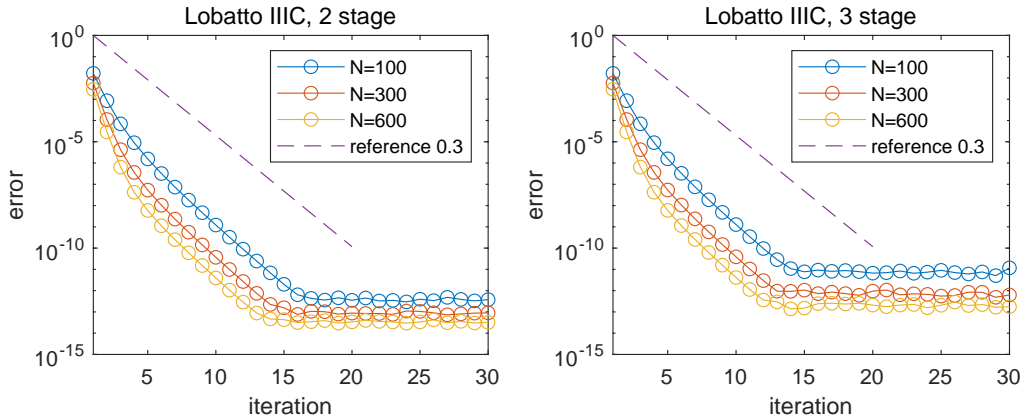 Lobatto IIIC, 2 stage
10^0
10^-5
10^-10
10^-15
error
5
10
15
20
25
30
iteration
N=100
N=300
N=600
reference 0.3
Lobatto IIIC, 3 stage
10^0
10^-5
10^-10
10^-15
error
5
10
15
20
25
30
iteration
N=100
N=300
N=600
reference 0.3